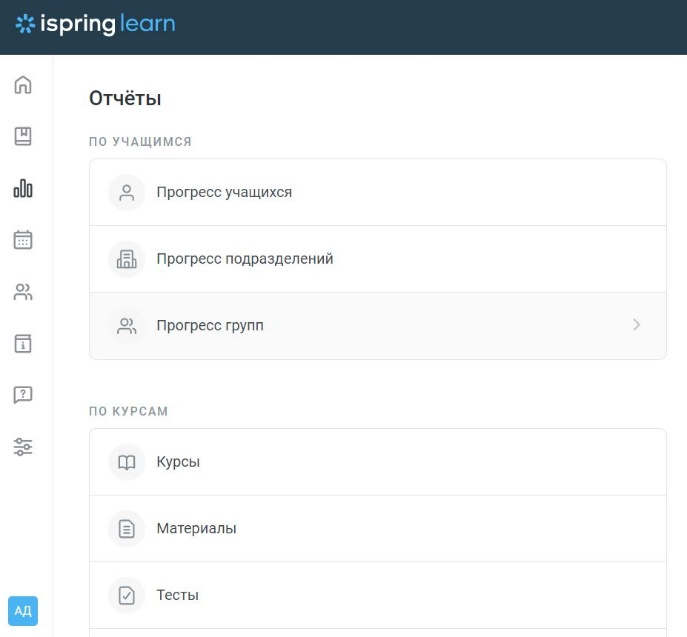 ispring learn
Отчёты
ПО УЧАЩИМСЯ
Прогресс учащихся
Прогресс подразделений
Прогресс групп
ПО КУРСАМ
Курсы
Материалы
Тесты
АД